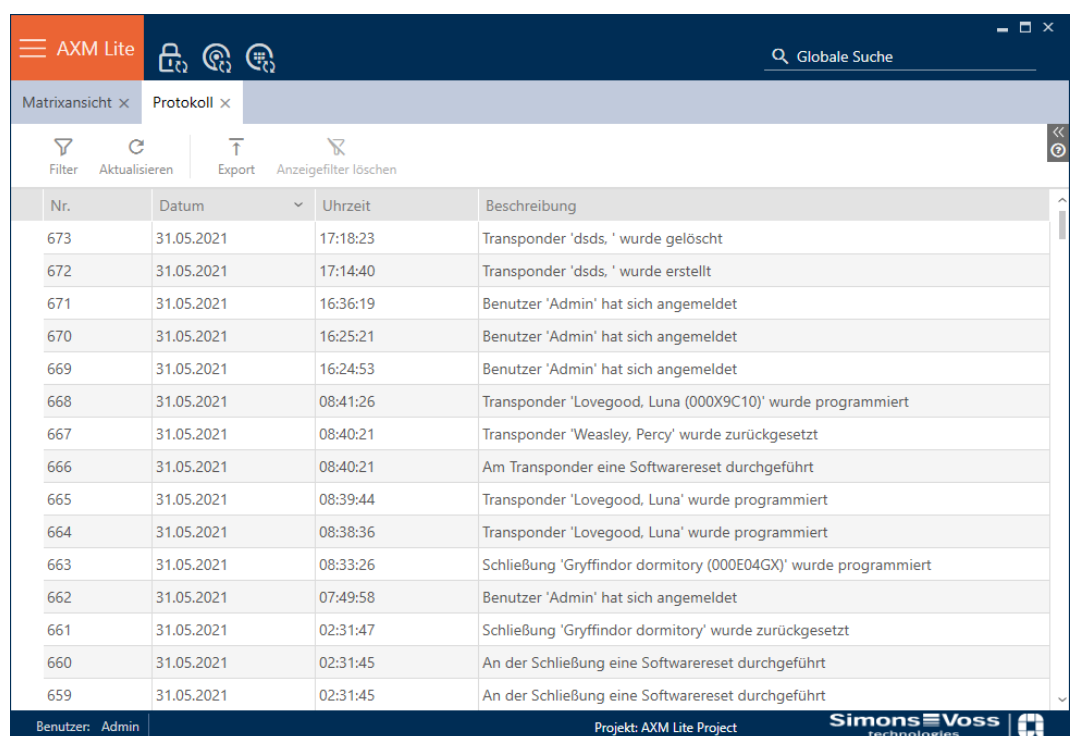 AXM Lite
Globale Suche
Matrixansicht
Protokoll
Filter Aktualisieren Export Anzeigefilter löschen
Nr. Datum Uhrzeit Beschreibung
673 31.05.2021 17:18:23 Transponder 'dsds, ' wurde gelöscht
672 31.05.2021 17:14:40 Transponder 'dsds, ' wurde erstellt
671 31.05.2021 16:36:19 Benutzer 'Admin' hat sich angemeldet
670 31.05.2021 16:25:21 Benutzer 'Admin' hat sich angemeldet
669 31.05.2021 16:24:53 Benutzer 'Admin' hat sich angemeldet
668 31.05.2021 08:41:26 Transponder 'Lovegood, Luna (000X9C10)' wurde programmiert
667 31.05.2021 08:40:21 Transponder 'Weasley, Percy' wurde zurückgesetzt
666 31.05.2021 08:40:21 Am Transponder eine Softwarereset durchgeführt
665 31.05.2021 08:39:44 Transponder 'Lovegood, Luna' wurde programmiert
664 31.05.2021 08:38:36 Transponder 'Lovegood, Luna' wurde programmiert
663 31.05.2021 08:33:26 Schließung 'Gryffindor dormitory (000E04GX)' wurde programmiert
662 31.05.2021 07:49:58 Benutzer 'Admin' hat sich angemeldet
661 31.05.2021 02:31:47 Schließung 'Gryffindor dormitory' wurde zurückgesetzt
660 31.05.2021 02:31:45 An der Schließung eine Softwarereset durchgeführt
659 31.05.2021 02:31:45 An der Schließung eine Softwarereset durchgeführt
Benutzer: Admin
Projekt: AXM Lite Project
Simons Voss
technologies